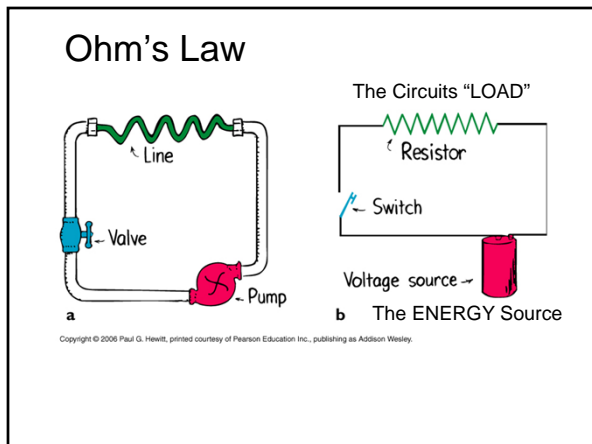 Ohm's Law
The Circuits “LOAD”
Line
Valve
Pump
a
Resistor
Switch
Voltage source
b
The ENERGY Source
Copyright © 2006 Paul G. Hewitt, printed courtesy of Pearson Education Inc., publishing as Addison Wesley.